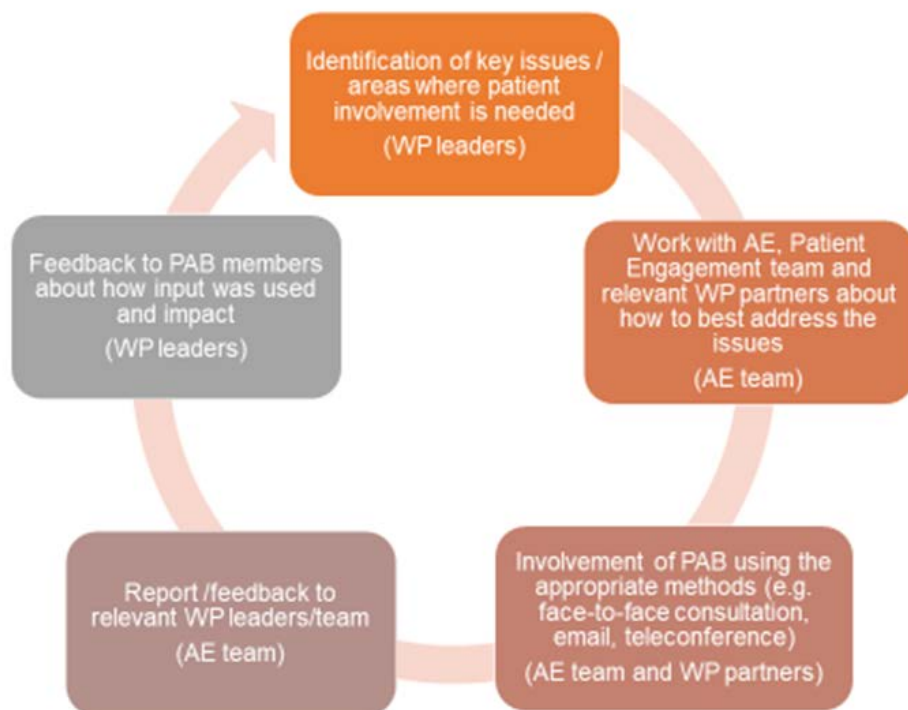 Identification of key issues /
areas where patient
involvement is needed
(WP leaders)
Work with AE, Patient
Engagement team and
relevant WP partners about
how to best address the
issues
(AE team)
Involvement of PAB using the
appropriate methods (e.g.
face-to-face consultation,
email, teleconference)
(AE team and WP partners)
Report /feedback to
relevant WP leaders/team
(AE team)
Feedback to PAB members
about how input was used
and impact
(WP leaders)